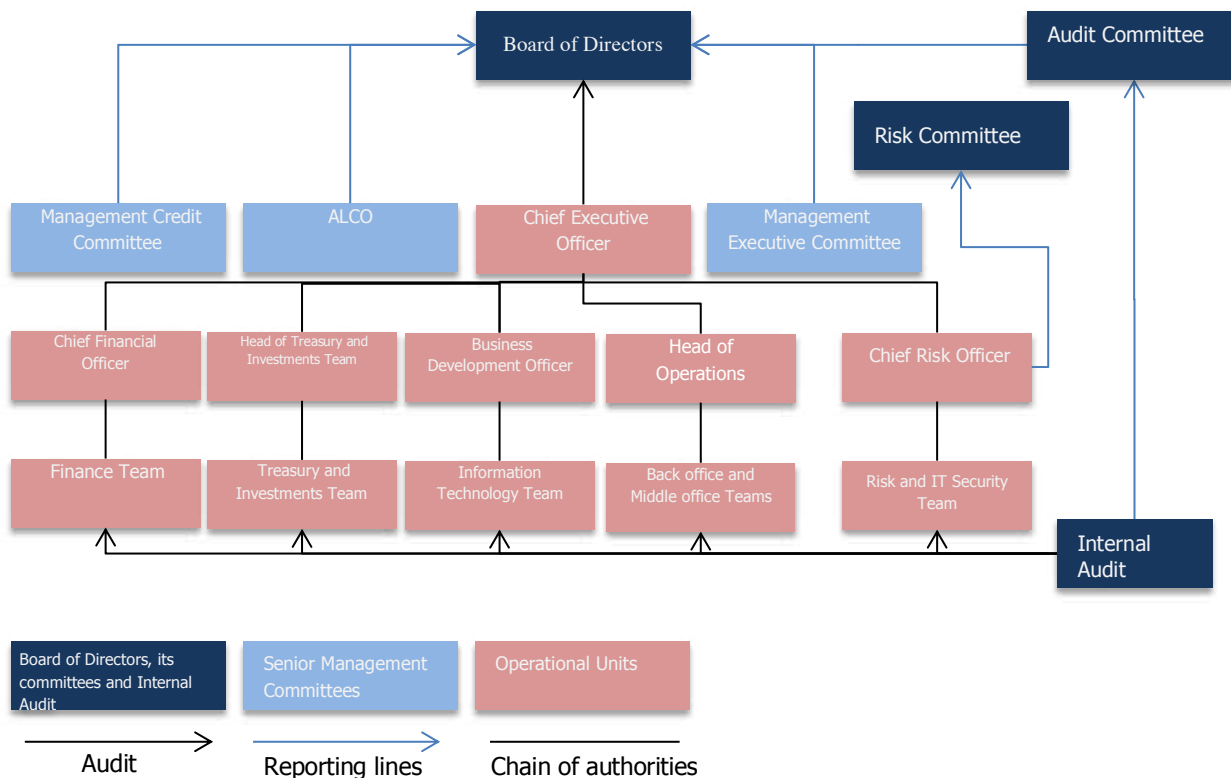 Board of Directors
Audit Committee
Risk Committee
Management Credit
Committee
ALCO
Chief Executive
Officer
Management
Executive Committee
Chief Financial
Officer
Head of Treasury and
Investments Team
Business
Development Officer
Head of
Operations
Chief Risk Officer
Finance Team
Treasury and
Investments Team
Information
Technology Team
Back office and
Middle office Teams
Risk and IT Security
Team
Internal
Audit
Board of Directors, its
committees and Internal
Audit
Senior Management
Committees
Operational Units
Audit
Reporting lines
Chain of authorities